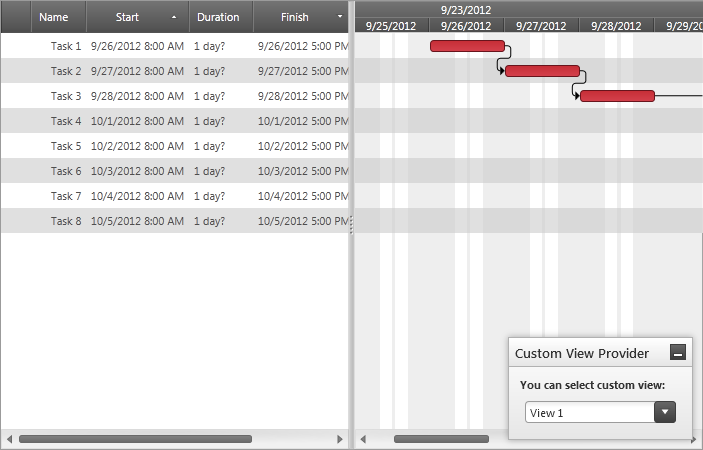 Name Start Duration Finish
9/23/2012
9/25/2012 9/26/2012 9/27/2012 9/28/2012 9/29/2012
Task 1 9/26/2012 8:00 AM 1 day? 9/26/2012 5:00 PM
Task 2 9/27/2012 8:00 AM 1 day? 9/27/2012 5:00 PM
Task 3 9/28/2012 8:00 AM 1 day? 9/28/2012 5:00 PM
Task 4 10/1/2012 8:00 AM 1 day? 10/1/2012 5:00 PM
Task 5 10/2/2012 8:00 AM 1 day? 10/2/2012 5:00 PM
Task 6 10/3/2012 8:00 AM 1 day? 10/3/2012 5:00 PM
Task 7 10/4/2012 8:00 AM 1 day? 10/4/2012 5:00 PM
Task 8 10/5/2012 8:00 AM 1 day? 10/5/2012 5:00 PM
Custom View Provider
You can select custom view:
View 1